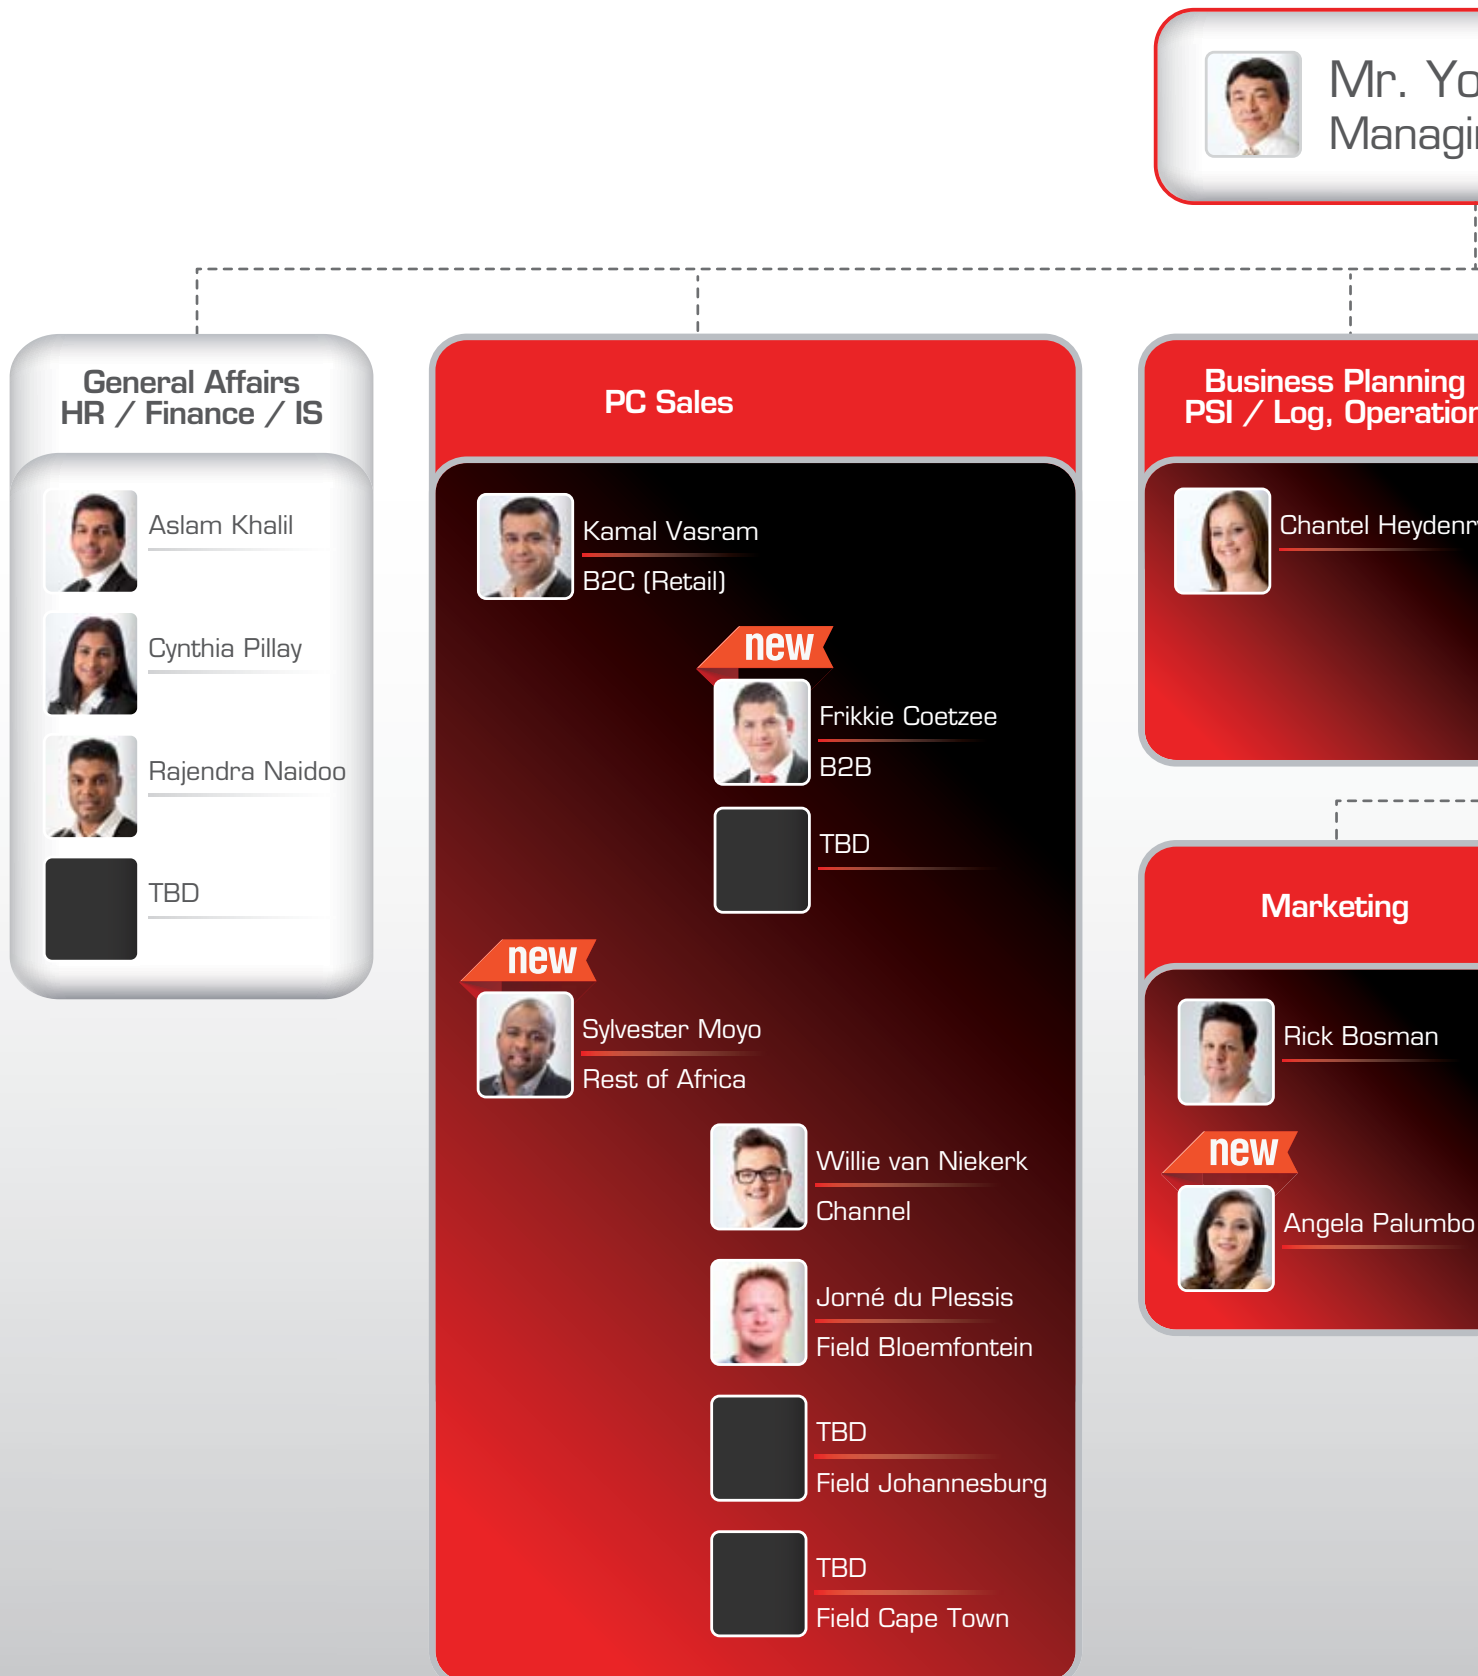 Mr. Yo
Managin
General Affairs
HR / Finance / IS
Aslam Khalil
Cynthia Pillay
Rajendra Naidoo
TBD
PC Sales
Kamal Vasram
B2C (Retail)
new
Frikkie Coetzee
B2B
TBD
new
Sylvester Moyo
Rest of Africa
Willie van Niekerk
Channel
Jorné du Plessis
Field Bloemfontein
TBD
Field Johannesburg
TBD
Field Cape Town
Business Planning
PSI / Log, Operation
Chantel Heydenry
Marketing
Rick Bosman
new
Angela Palumbo